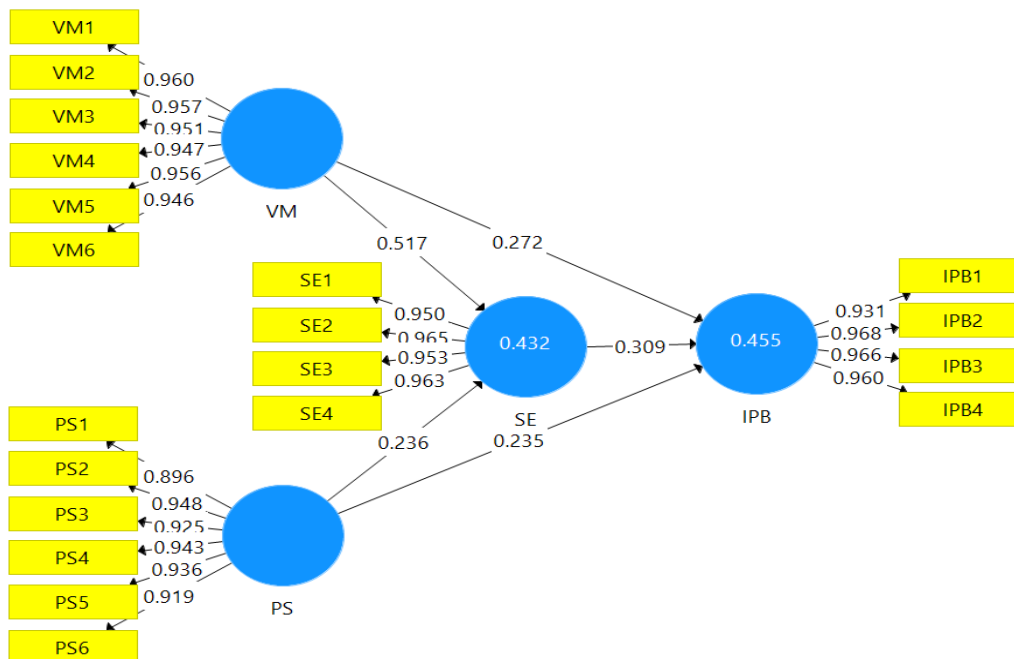 VM1
VM2
VM3
VM4
VM5
VM6
0.960
0.957
0.951
0.947
0.956
0.946
VM
0.517
0.272
SE1
SE2
SE3
SE4
0.950
0.965
0.953
0.963
0.432
SE
0.309
0.455
IPB
0.931
0.968
0.966
0.960
IPB1
IPB2
IPB3
IPB4
0.236
0.235
PS1
PS2
PS3
PS4
PS5
PS6
0.896
0.948
0.925
0.943
0.936
0.919
PS